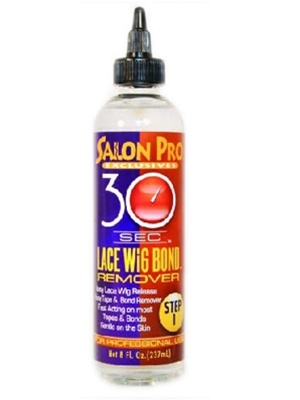 SALON PRO
EXCLUSIVES
30
SEC
LACE WiG BOND
REMOVER
Lace Wig Release
Tape & Bond Remover
Fast Acting on most
Tapes & Bonds
Gentle on the Skin
STEP
1
FOR PROFESSIONAL USE
Net 8 Fl. Oz. (237mL)